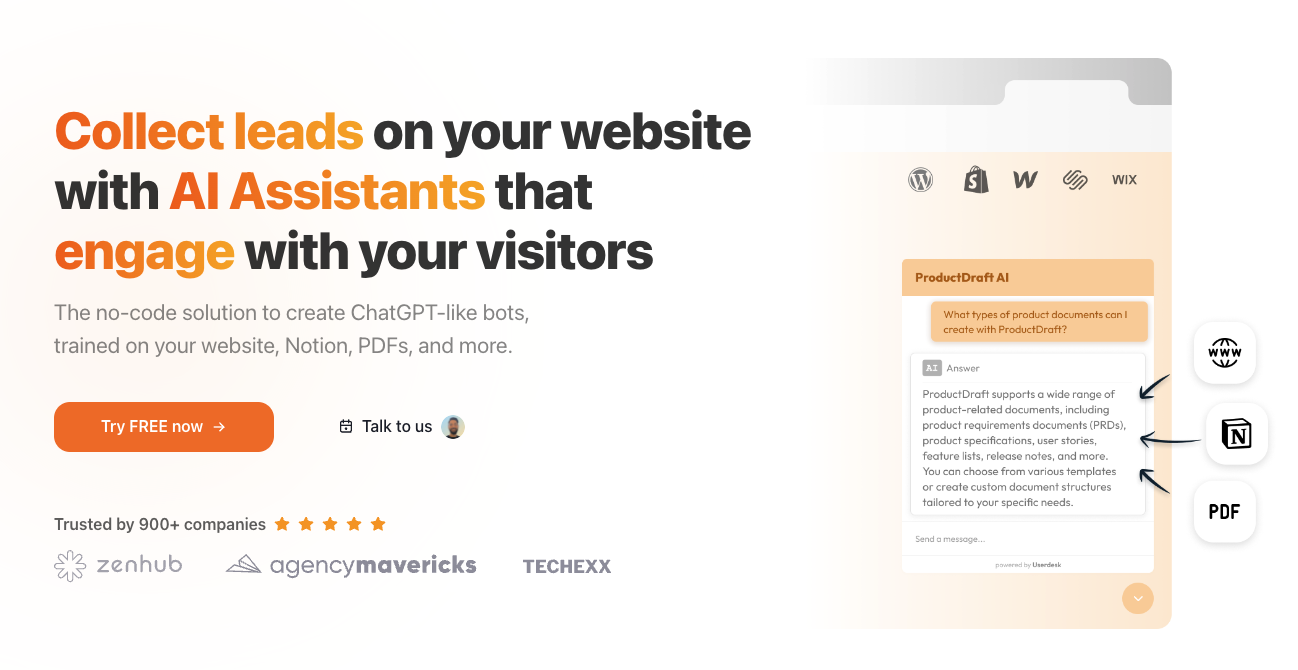 Collect leads on your website
with AI Assistants that
engage with your visitors
The no-code solution to create ChatGPT-like bots,
trained on your website, Notion, PDFs, and more.
Try FREE now →
Talk to us
Trusted by 900+ companies
zenhub
agencymavericks
TECHEXX
WIX
ProductDraft AI
What types of product documents can I
create with ProductDraft?
AI Answer
ProductDraft supports a wide range of
product-related documents, including
product requirements documents (PRDs),
product specifications, user stories,
feature lists, release notes, and more.
You can choose from various templates
or create custom document structures
tailored to your specific needs.
Send a message...
powered by Userdesk
WWW
N
PDF